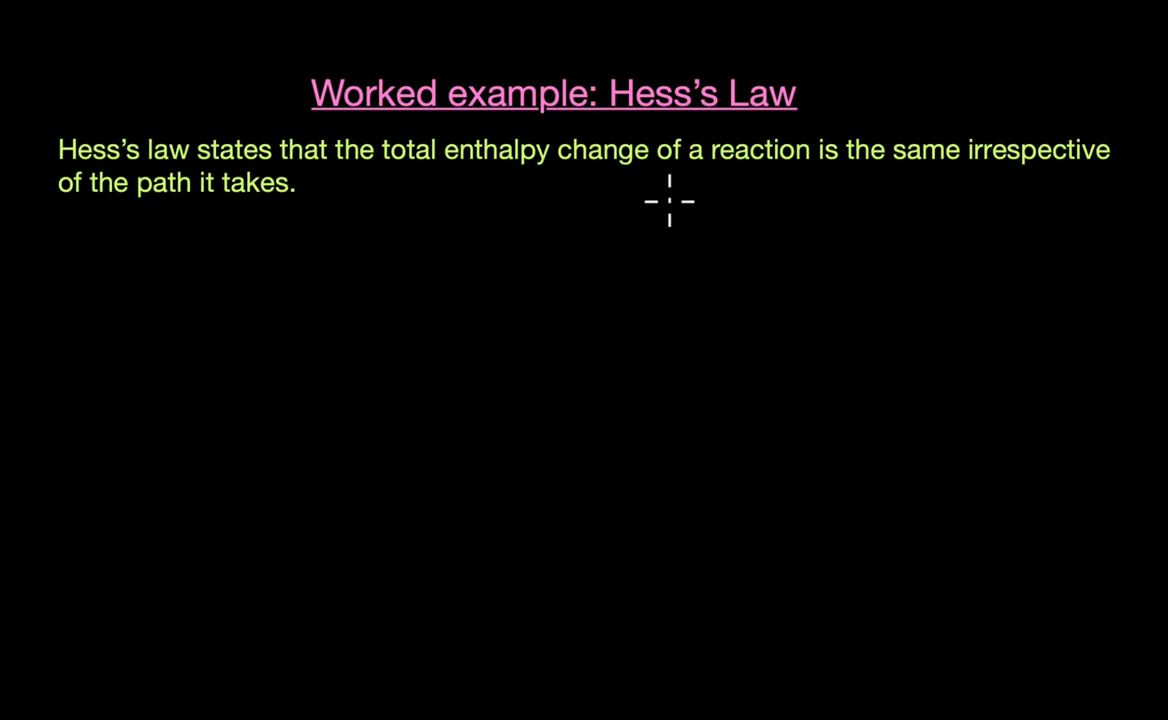 Worked example: Hess’s Law
Hess’s law states that the total enthalpy change of a reaction is the same irrespective
of the path it takes.